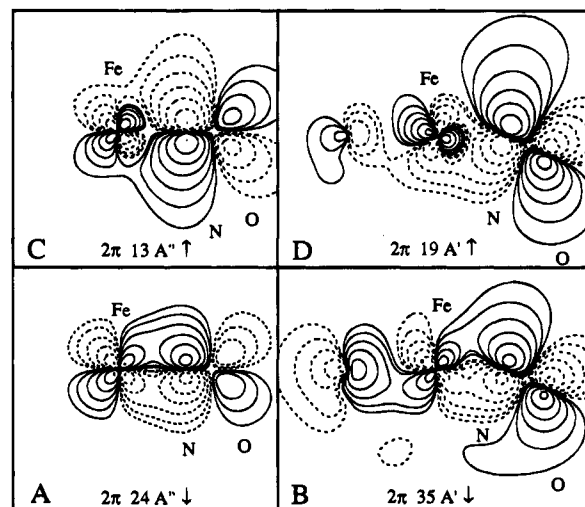 Fe
N
O
C 2π 13 A" ↑
Fe
N
O
D 2π 19 A' ↑
Fe
N
O
A 2π 24 A" ↓
Fe
N
O
B 2π 35 A' ↓